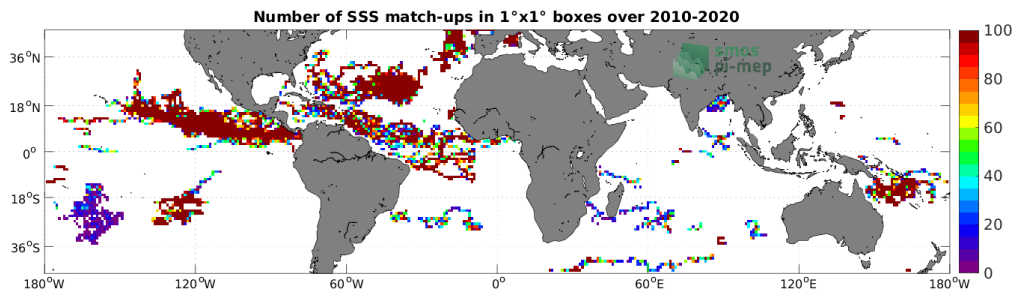 Number of SSS match-ups in 1°x1° boxes over 2010-2020
smos
pi-mep
36°N
18°N
0°
18°S
36°S
180°W 120°W 60°W 0°E 60°E 120°E 180°W
100
80
60
40
20
0